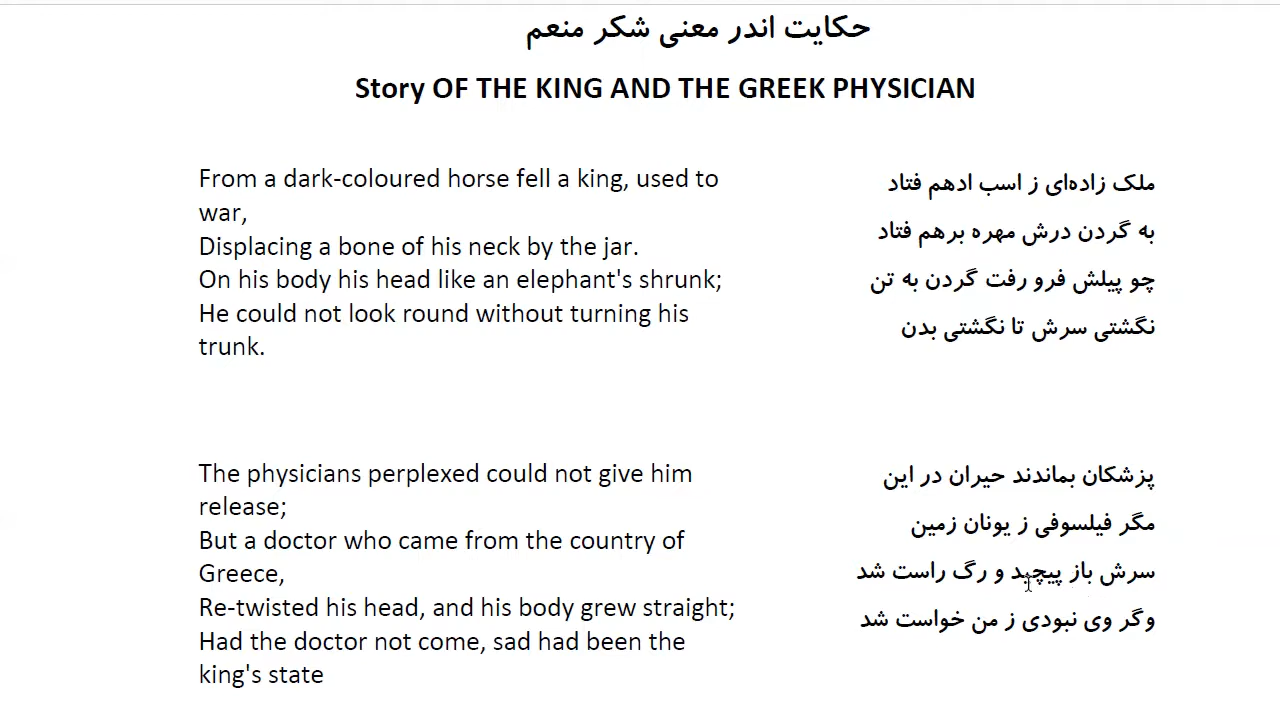 حکایت اندر معنی شکر منعم
Story OF THE KING AND THE GREEK PHYSICIAN
From a dark-coloured horse fell a king, used to
war,
Displacing a bone of his neck by the jar.
On his body his head like an elephant's shrunk;
He could not look round without turning his
trunk.
ملک زاده‌ای ز اسب ادهم فتاد
به گردن درش مهره برهم فتاد
چو پیلش فرو رفت گردن به تن
نگشتی سرش تا نگشتی بدن
The physicians perplexed could not give him
release;
But a doctor who came from the country of
Greece,
Re-twisted his head, and his body grew straight;
Had the doctor not come, sad had been the
king's state
پزشکان بماندند حیران در این
مگر فیلسوفی ز یونان زمین
سرش باز پیچید و رگ راست شد
وگر وی نبودی ز من خواست شد